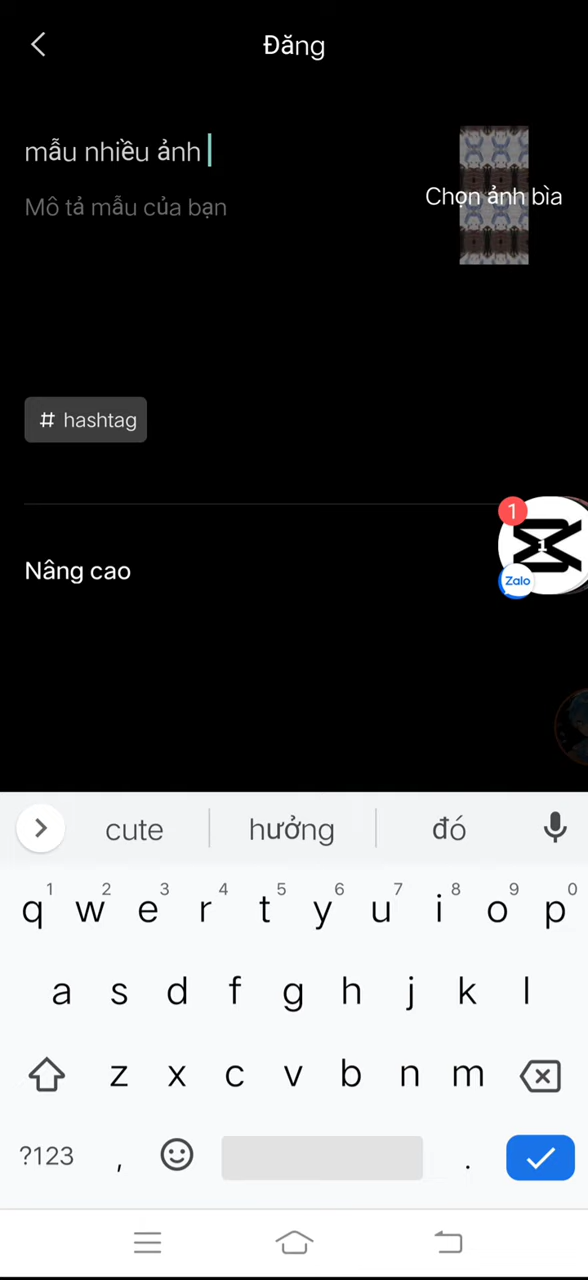 Đăng
mẫu nhiều ảnh
Mô tả mẫu của bạn
Chọn ảnh bìa
# hashtag
1
1
Zalo
Nâng cao
cute hưởng đó
1 2 3 4 5 6 7 8 9 0
q w e r t y u i o p
a s d f g h j k l
z x c v b n m
?123 , .